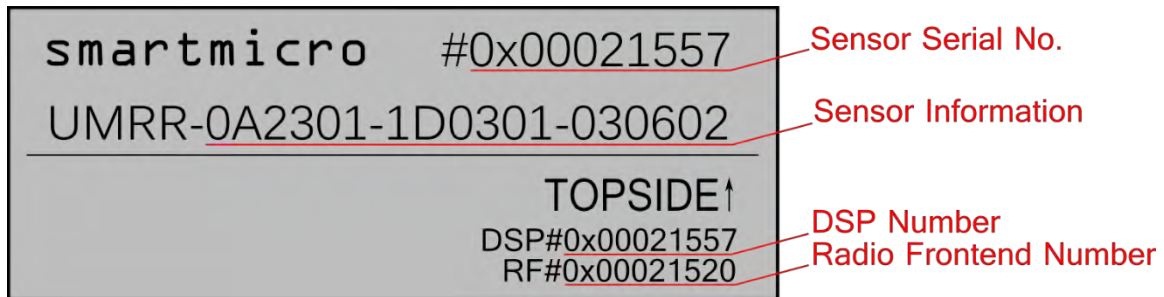 smartmicro #0x00021557 Sensor Serial No.
UMRR-0A2301-1D0301-030602 Sensor Information
TOPSIDE↑
DSP#0x00021557 DSP Number
RF#0x00021520 Radio Frontend Number